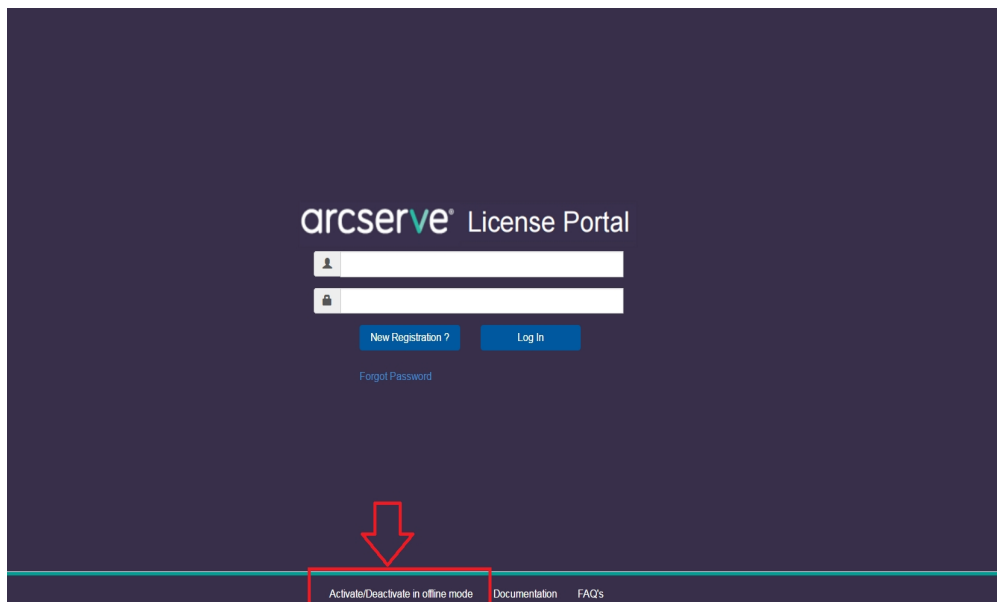 arcserve® License Portal
New Registration ?
Log In
Forgot Password
Activate/Deactivate in offline mode Documentation FAQ's